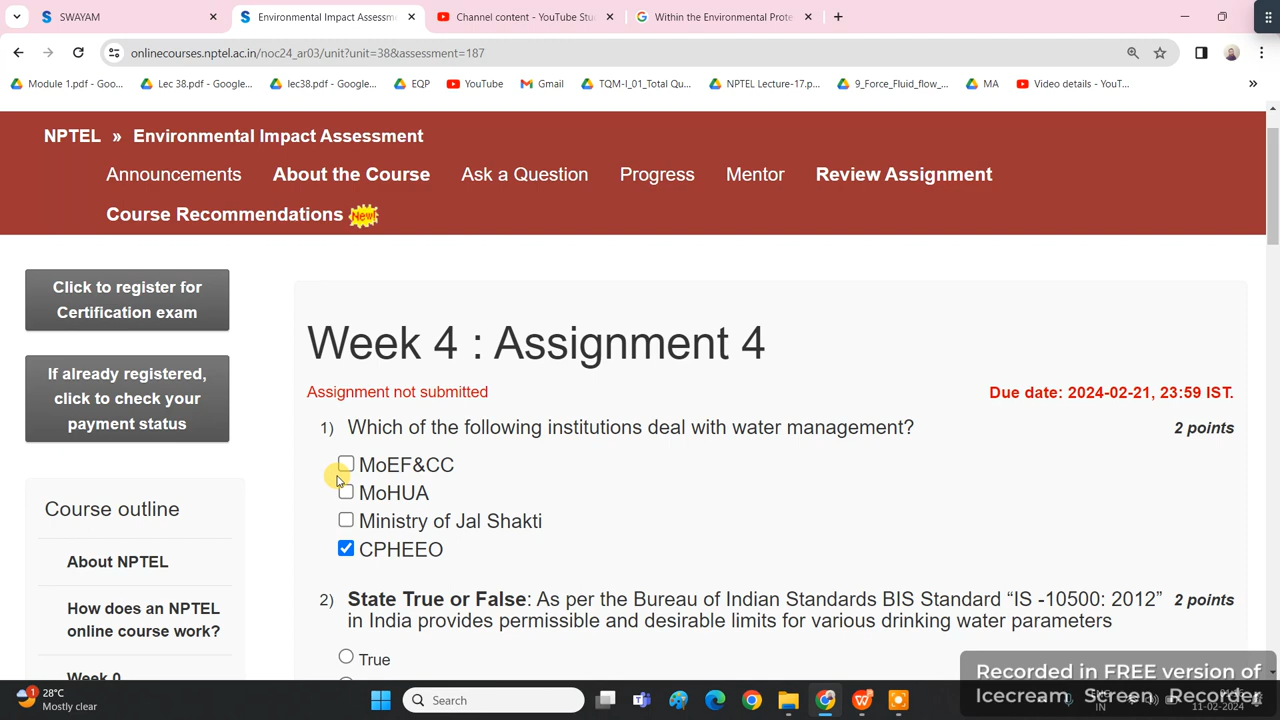 SWAYAM
Environmental Impact Assessm
Channel content - YouTube Stu
Within the Environmental Prote
onlinecourses.nptel.ac.in/noc24_ar03/unit?unit=38&assessment=187
Module 1.pdf - Goo...
Lec 38.pdf - Google...
lec38.pdf - Google...
EQP
YouTube
Gmail
TQM-I_01_Total Qu...
NPTEL Lecture-17.p...
9_Force_Fluid_flow_...
MA
Video details - YouT...
NPTEL » Environmental Impact Assessment
Announcements About the Course Ask a Question Progress Mentor Review Assignment
Course Recommendations New!
Click to register for
Certification exam
If already registered,
click to check your
payment status
Course outline
About NPTEL
How does an NPTEL
online course work?
Week 0
Week 4 : Assignment 4
Assignment not submitted
Due date: 2024-02-21, 23:59 IST.
1) Which of the following institutions deal with water management? 2 points
MoEF&CC
MoHUA
Ministry of Jal Shakti
CPHEEO
2) State True or False: As per the Bureau of Indian Standards BIS Standard “IS -10500: 2012” 2 points
in India provides permissible and desirable limits for various drinking water parameters
True
Recorded in FREE version of
Icecream Screen Recorder
1
28°C
Mostly clear
Search
ENG
IN
11-02-2024